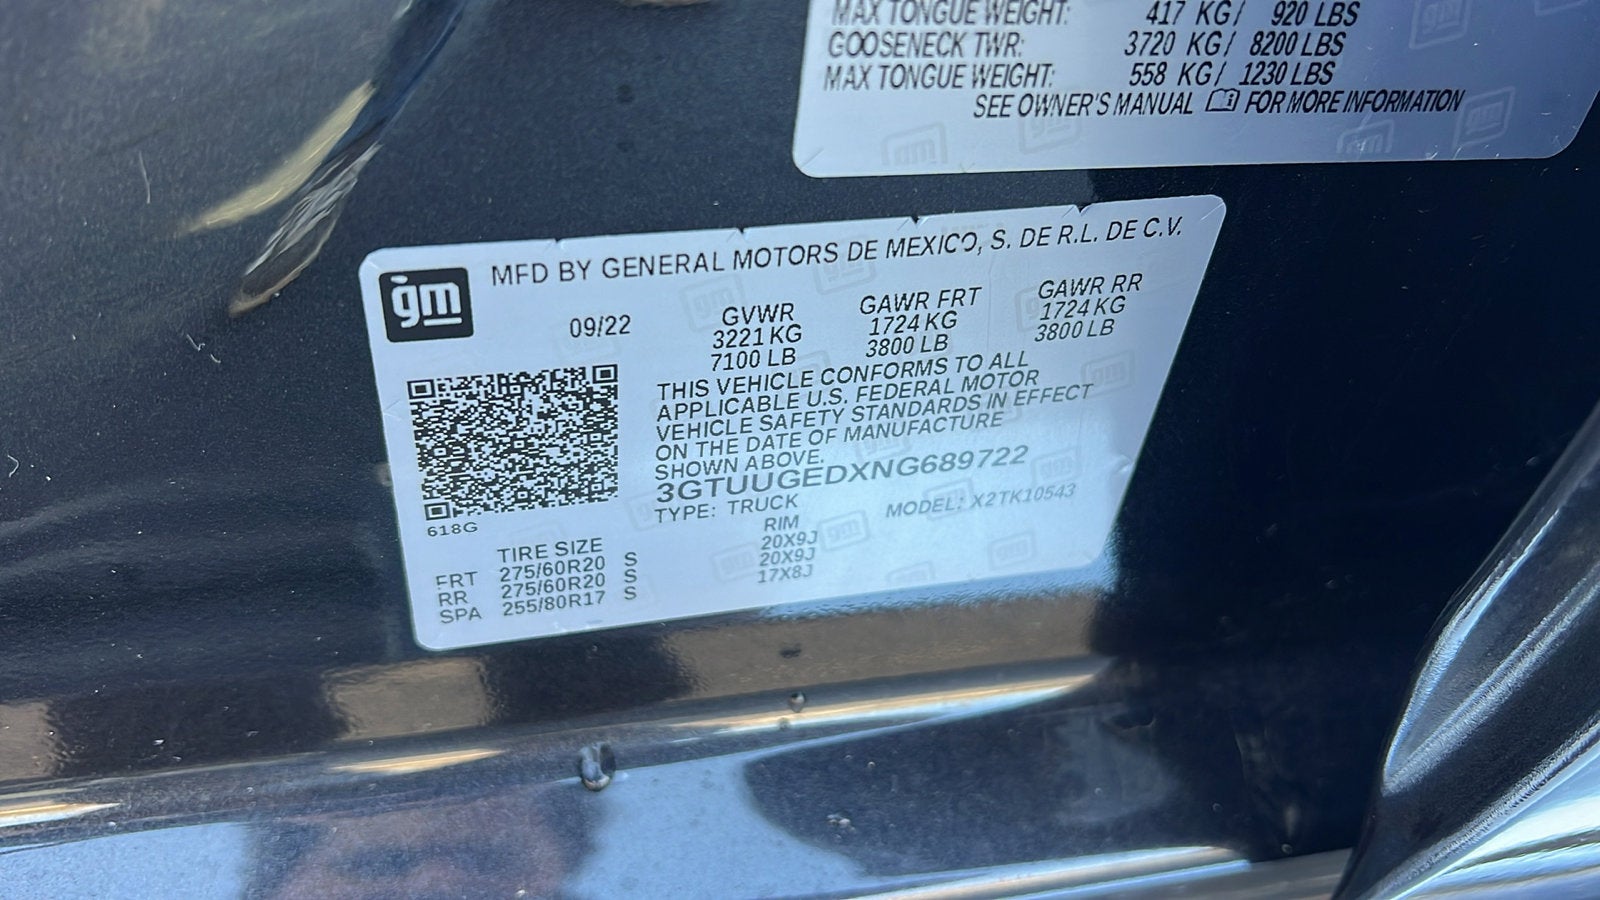 MAX TONGUE WEIGHT: 417 KG/ 920 LBS
GOOSENECK TWR: 3720 KG/ 8200 LBS
MAX TONGUE WEIGHT: 558 KG/ 1230 LBS
SEE OWNER'S MANUAL FOR MORE INFORMATION
gm
MFD BY GENERAL MOTORS DE MEXICO, S. DE R.L. DE C.V.
09/22 GVWR GAWR FRT GAWR RR
3221 KG 1724 KG 1724 KG
7100 LB 3800 LB 3800 LB
THIS VEHICLE CONFORMS TO ALL
APPLICABLE U.S. FEDERAL MOTOR
VEHICLE SAFETY STANDARDS IN EFFECT
ON THE DATE OF MANUFACTURE
SHOWN ABOVE.
3GTUUGEDXNG689722
TYPE: TRUCK MODEL: X2TK10543
618G
TIRE SIZE RIM
FRT 275/60R20 S 20X9J
RR 275/60R20 S 20X9J
SPA 255/80R17 S 17X8J